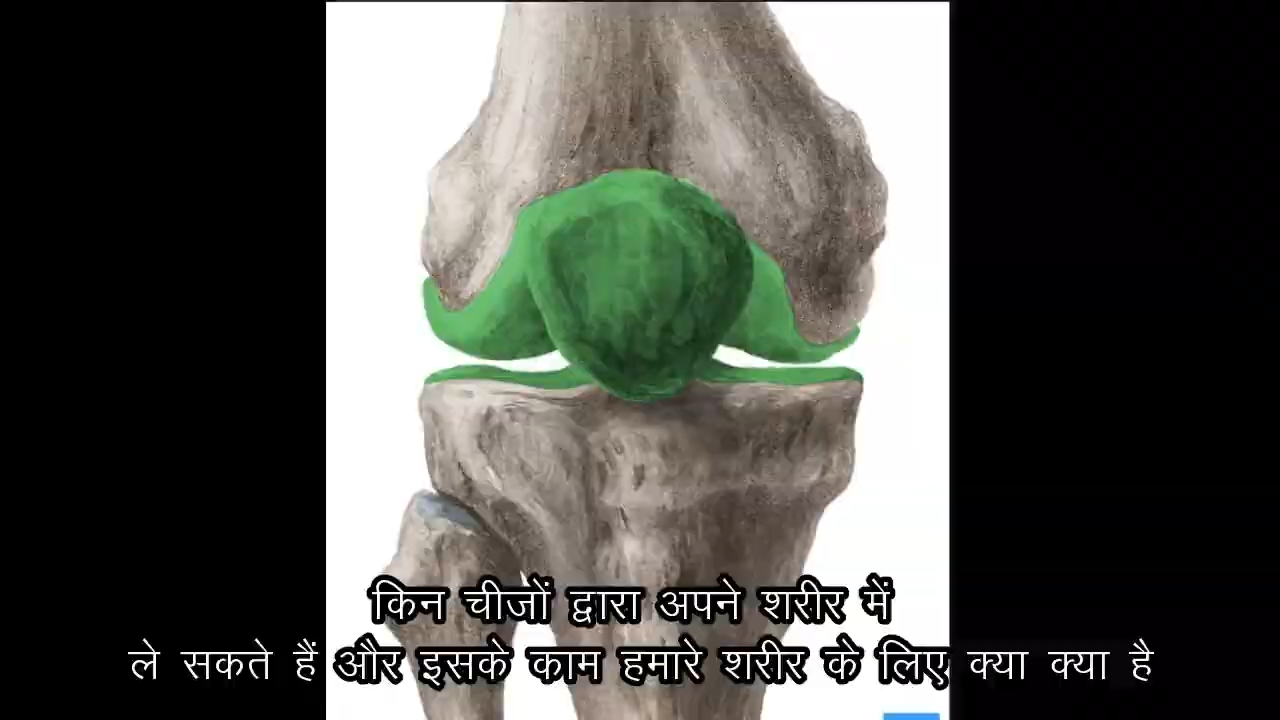 किन चीजों द्वारा अपने शरीर में
ले सकते हैं और इसके काम हमारे शरीर के लिए क्या क्या है